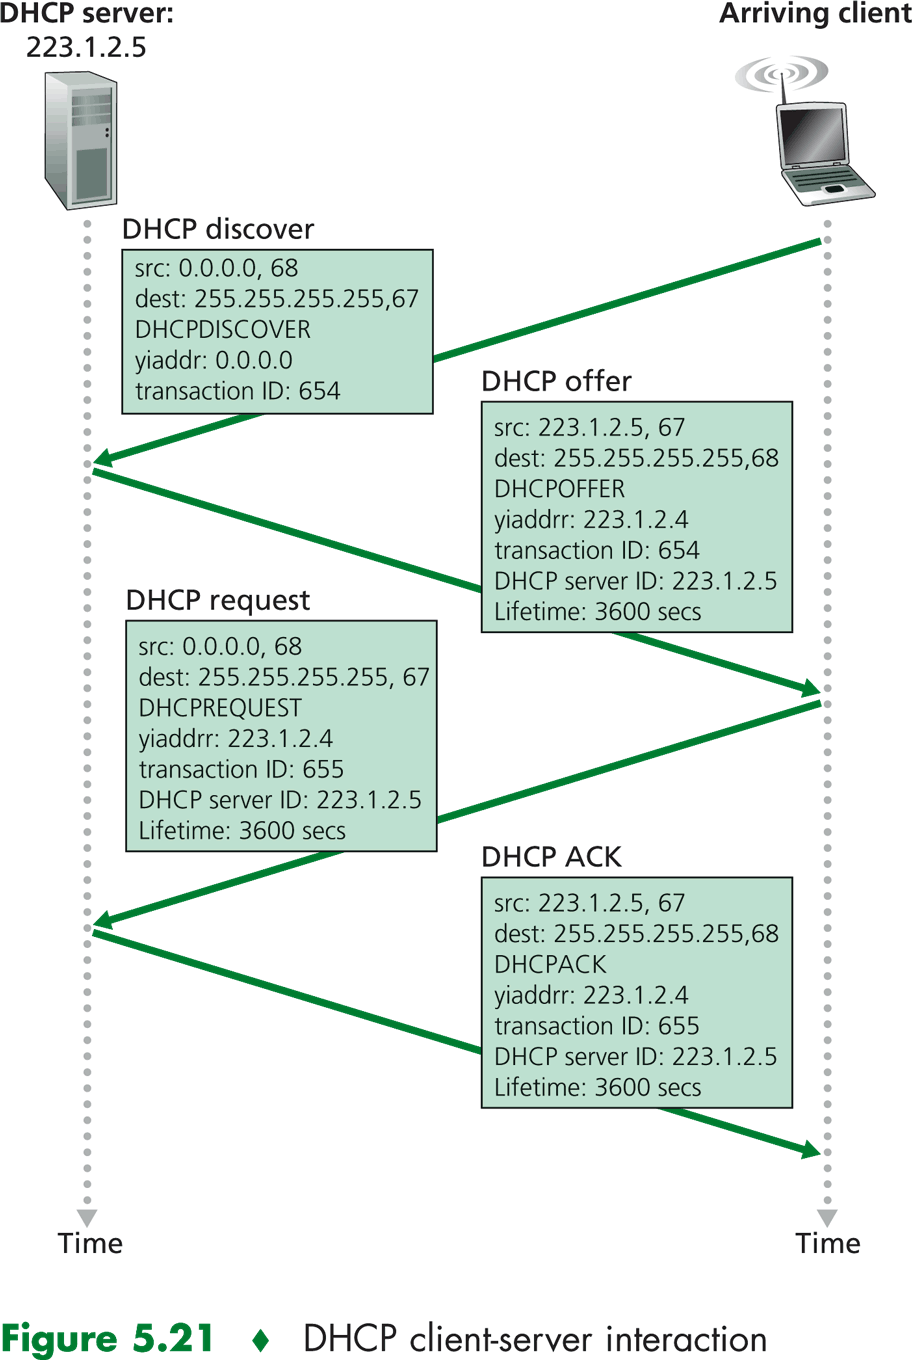 DHCP server:
223.1.2.5
Arriving client
DHCP discover
src: 0.0.0.0, 68
dest: 255.255.255.255,67
DHCPDISCOVER
yiaddr: 0.0.0.0
transaction ID: 654
DHCP offer
src: 223.1.2.5, 67
dest: 255.255.255.255,68
DHCPOFFER
yiaddrr: 223.1.2.4
transaction ID: 654
DHCP server ID: 223.1.2.5
Lifetime: 3600 secs
DHCP request
src: 0.0.0.0, 68
dest: 255.255.255.255, 67
DHCPREQUEST
yiaddrr: 223.1.2.4
transaction ID: 655
DHCP server ID: 223.1.2.5
Lifetime: 3600 secs
DHCP ACK
src: 223.1.2.5, 67
dest: 255.255.255.255,68
DHCPACK
yiaddrr: 223.1.2.4
transaction ID: 655
DHCP server ID: 223.1.2.5
Lifetime: 3600 secs
Time
Time
Figure 5.21 ♦ DHCP client-server interaction